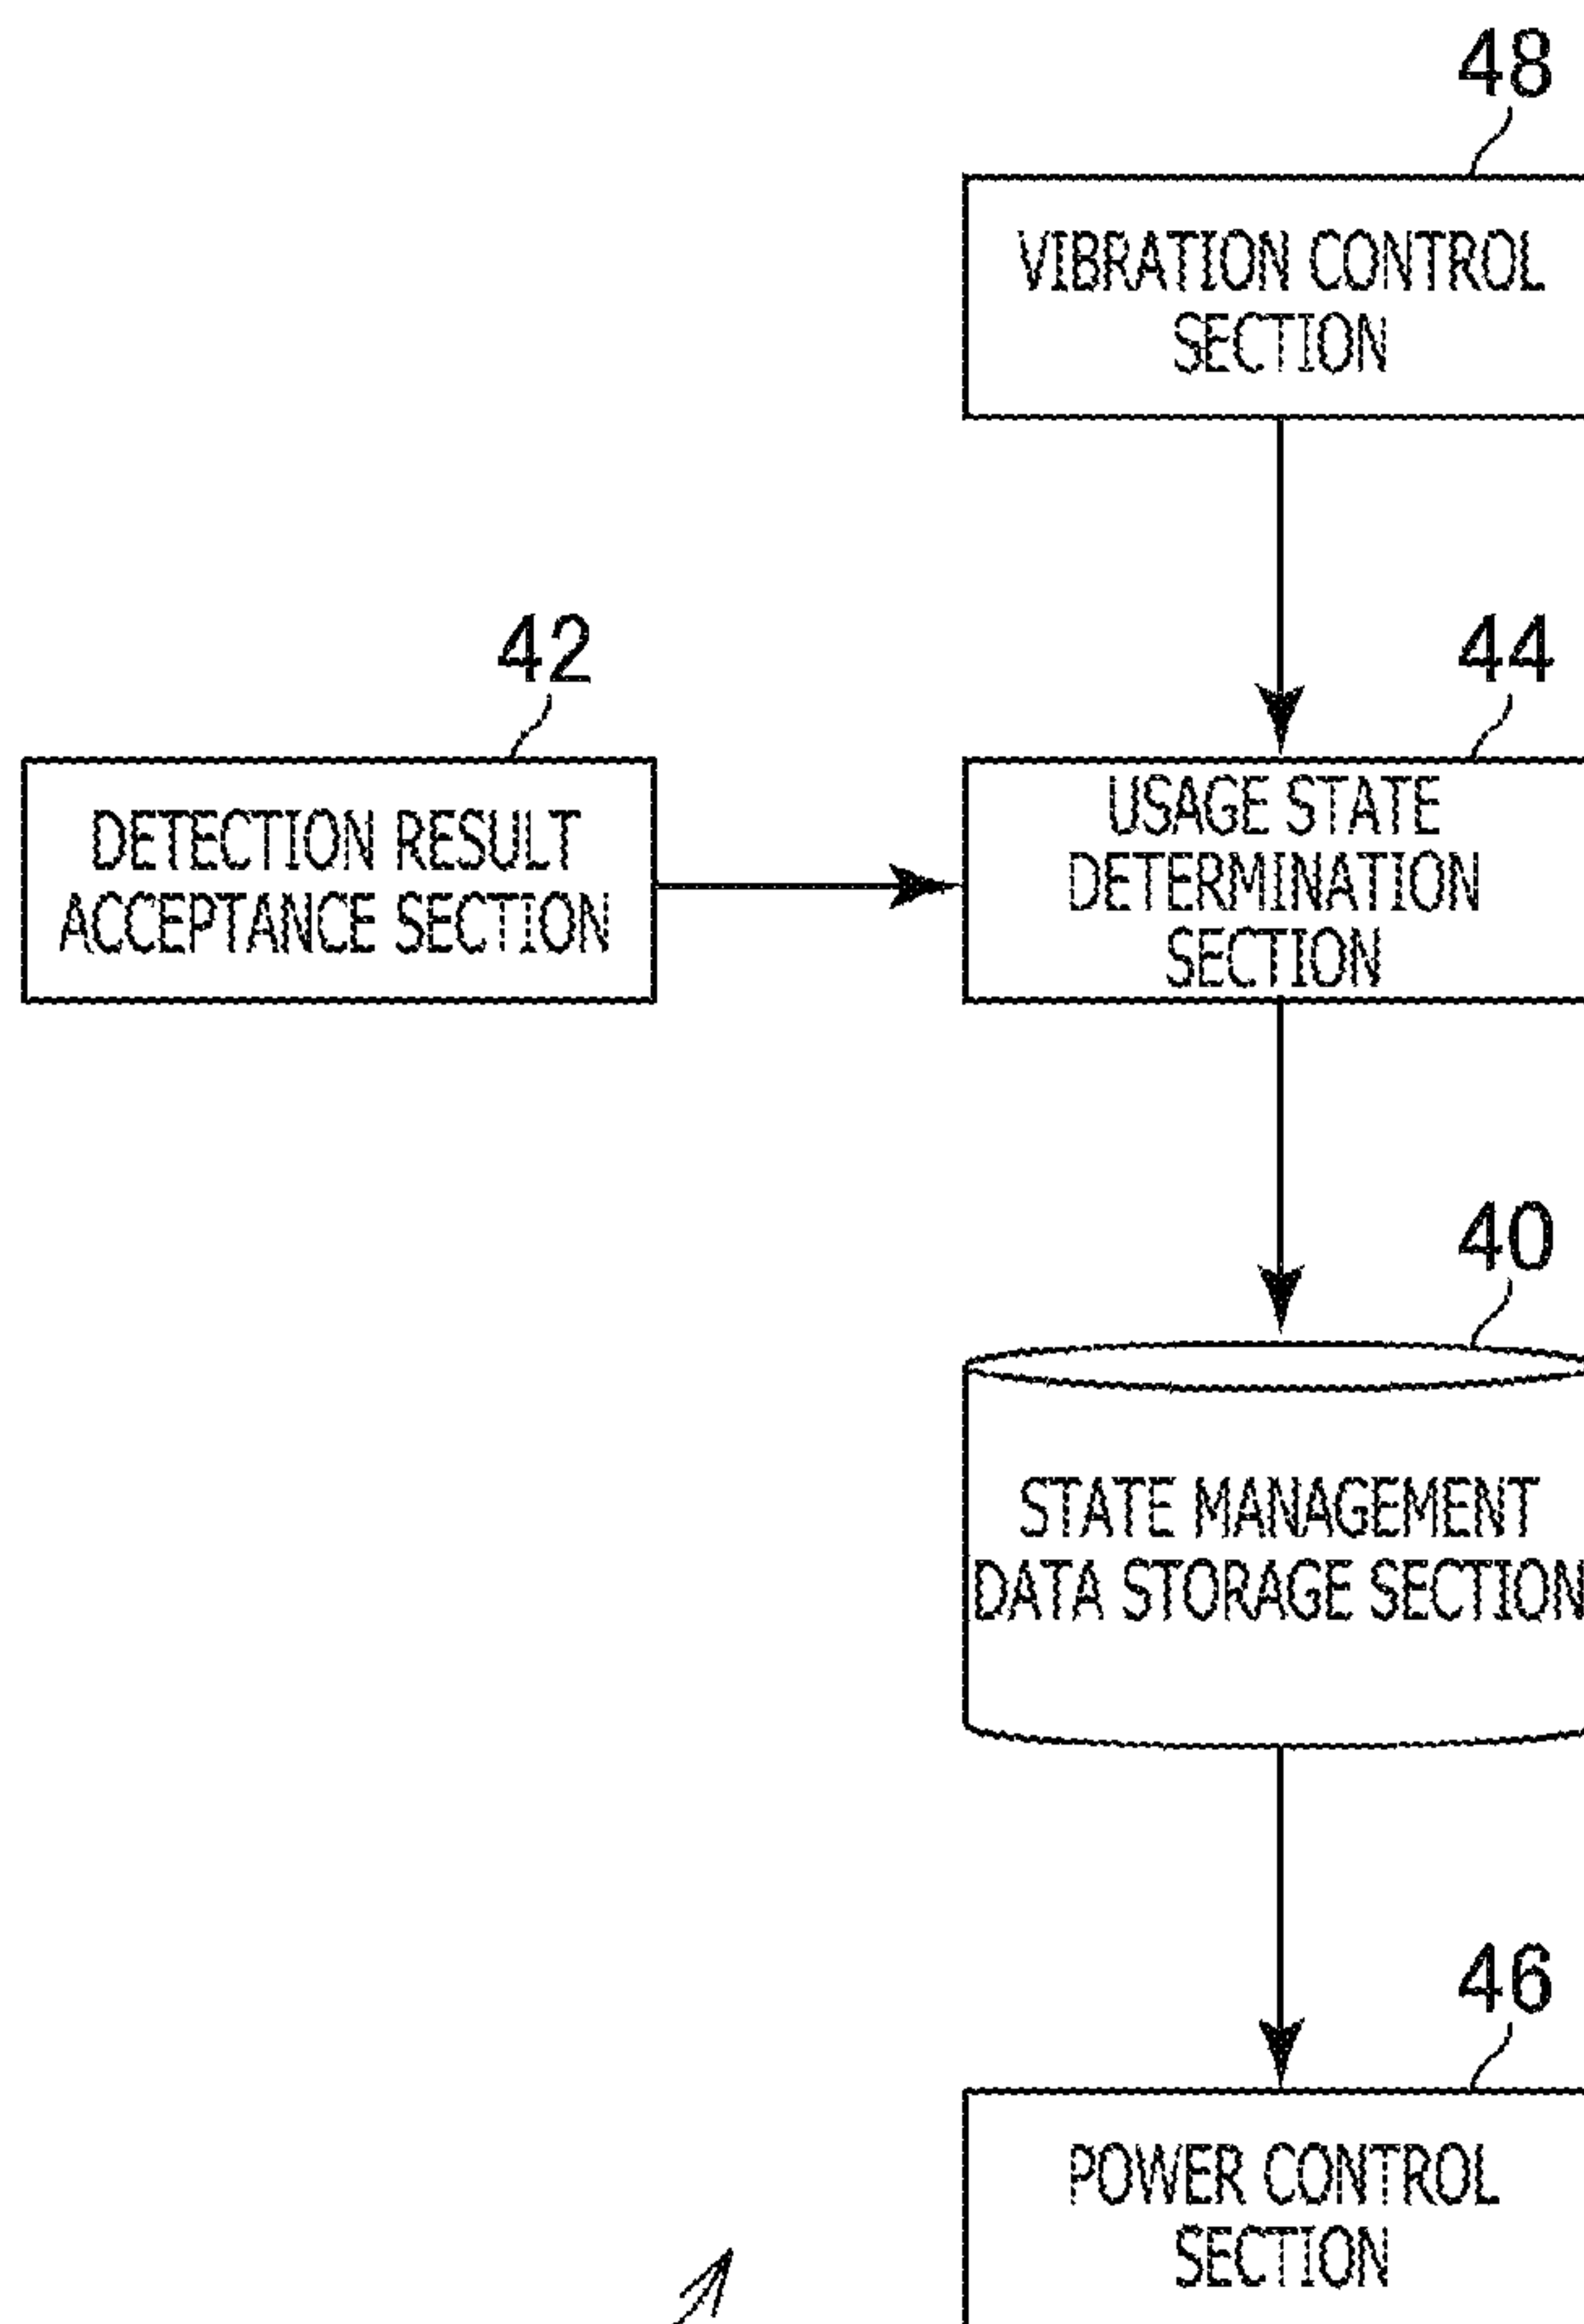 48
VIBRATION CONTROL
SECTION
42
44
DETECTION RESULT
ACCEPTANCE SECTION
USAGE STATE
DETERMINATION
SECTION
40
STATE MANAGEMENT
DATA STORAGE SECTION
46
POWER CONTROL
SECTION